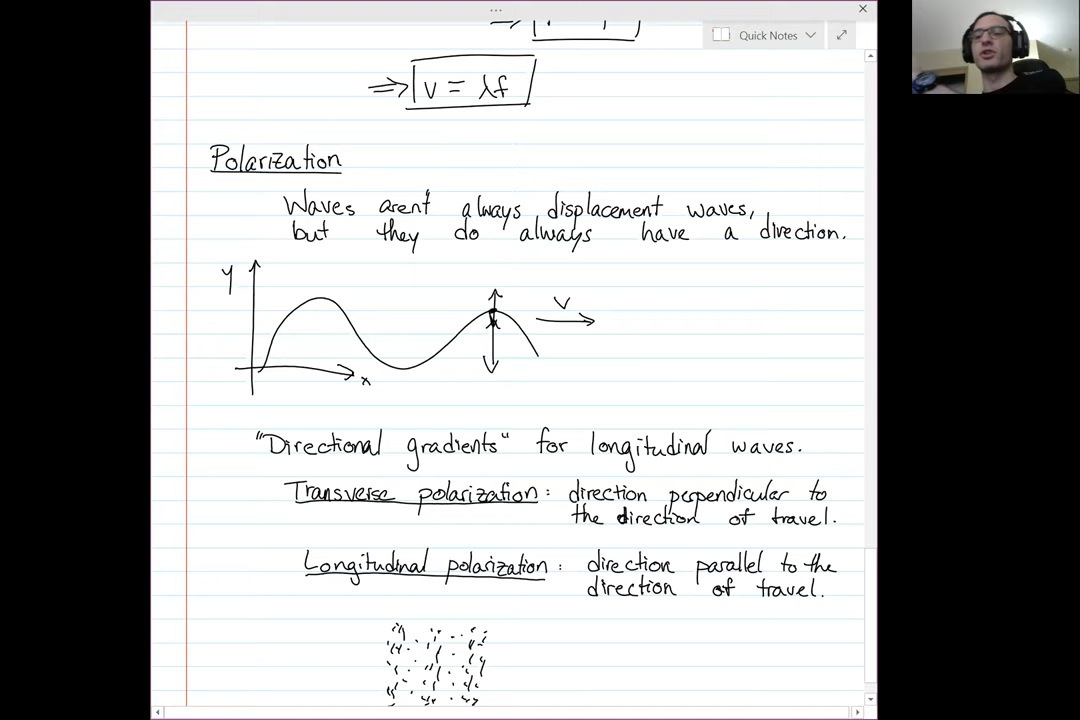 Quick Notes
⇒ v = λf
Polarization
Waves aren't always displacement waves,
but they do always have a direction.
y
v
x
"Directional gradients" for longitudinal waves.
Transverse polarization: direction perpendicular to
the direction of travel.
Longitudinal polarization: direction parallel to the
direction of travel.